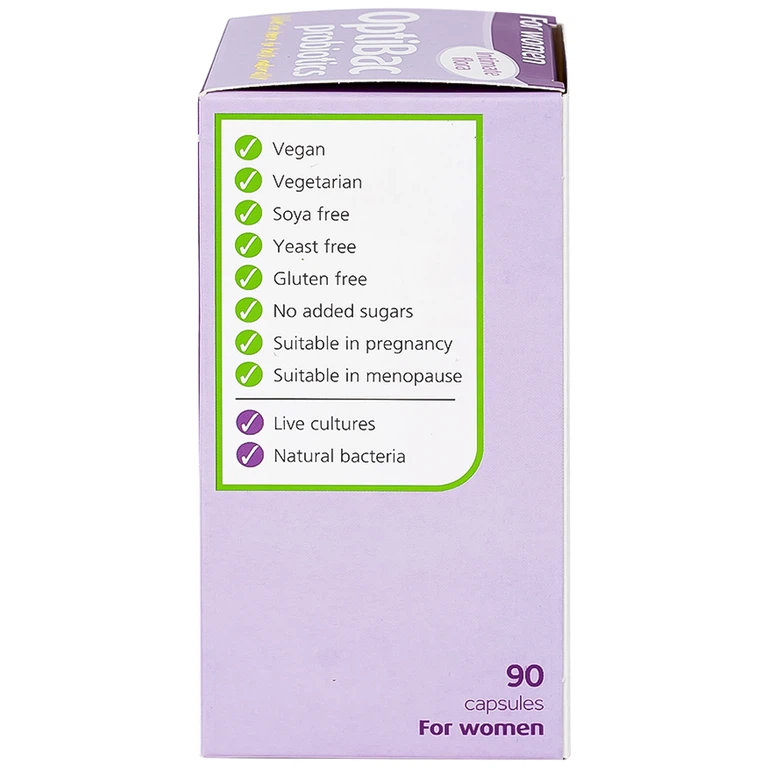 For women
Intimate
flora
OptiBac
probiotics
Vegan
Vegetarian
Soya free
Yeast free
Gluten free
No added sugars
Suitable in pregnancy
Suitable in menopause
Live cultures
Natural bacteria
90
capsules
For women